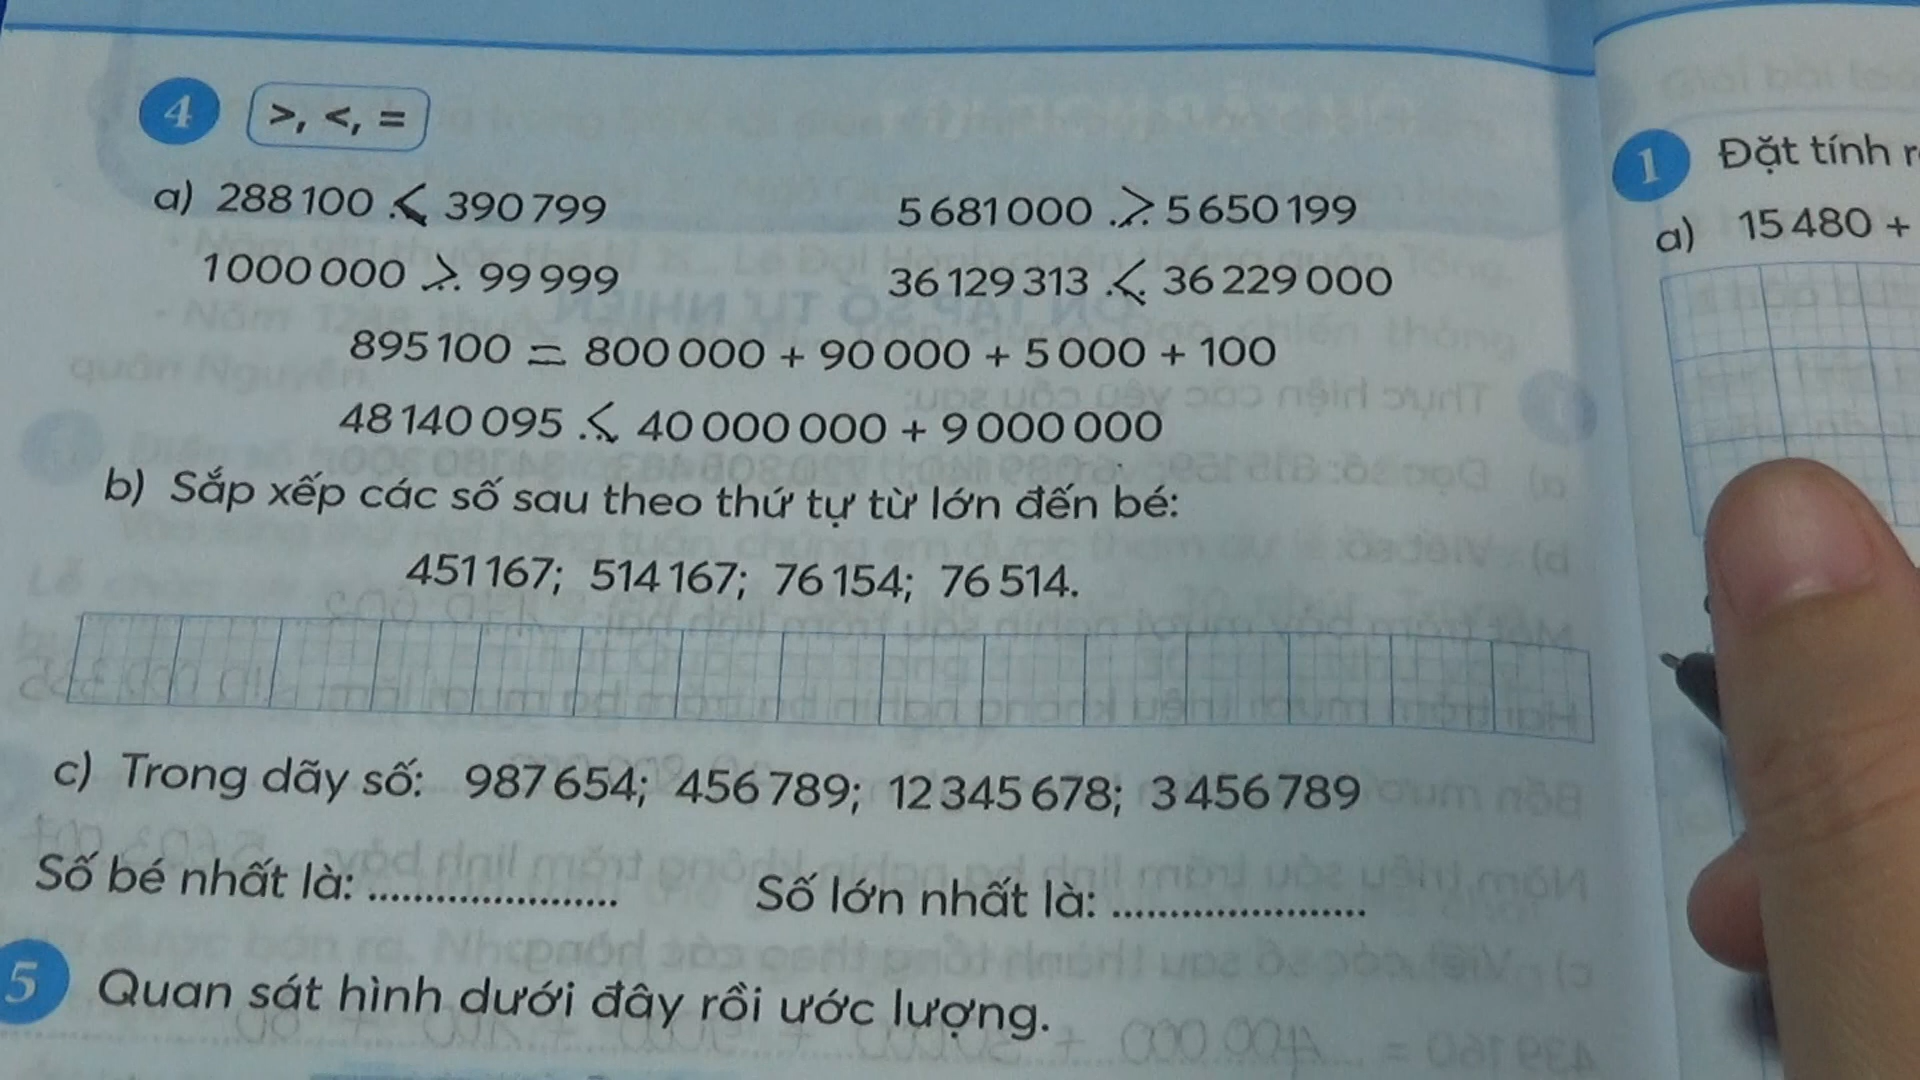 4 >, <, =
a) 288 100 < 390 799 5 681 000 > 5 650 199
1 000 000 > 99 999 36 129 313 < 36 229 000
895 100 = 800 000 + 90 000 + 5 000 + 100
48 140 095 < 40 000 000 + 9 000 000
b) Sắp xếp các số sau theo thứ tự từ lớn đến bé:
451 167; 514 167; 76 154; 76 514.
c) Trong dãy số: 987 654; 456 789; 12 345 678; 3 456 789
Số bé nhất là: ...................... Số lớn nhất là: ......................
5 Quan sát hình dưới đây rồi ước lượng.
1 Đặt tính
a) 15 480 +